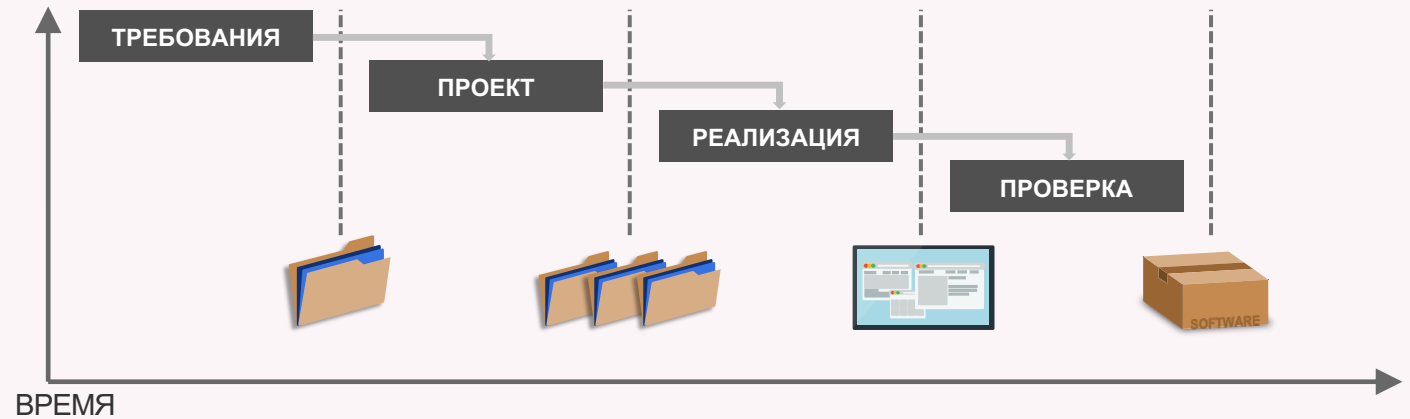 ТРЕБОВАНИЯ
ПРОЕКТ
РЕАЛИЗАЦИЯ
ПРОВЕРКА
SOFTWARE
ВРЕМЯ